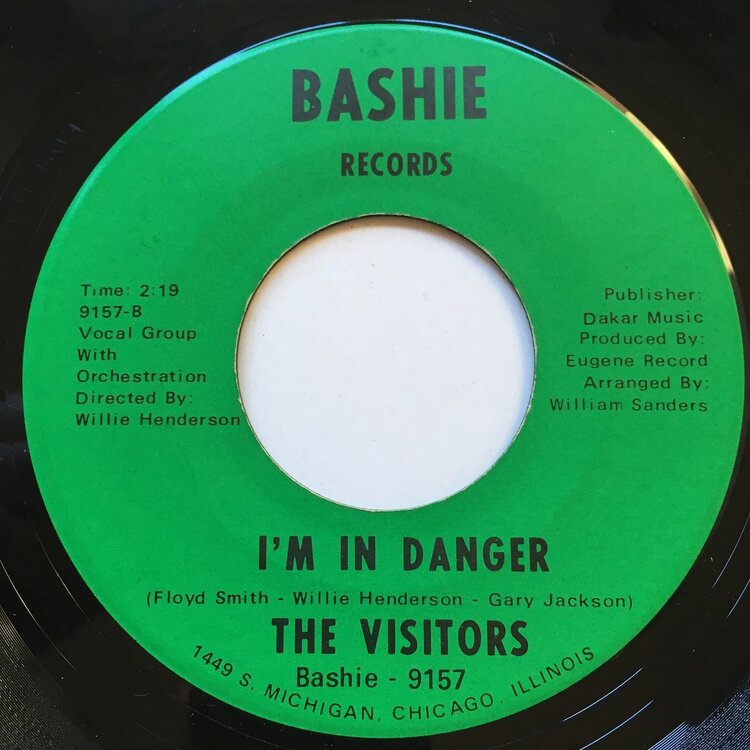 BASHIE
RECORDS
Time: 2:19
9157-B
Vocal Group
With
Orchestration
Directed By:
Willie Henderson
Publisher:
Dakar Music
Produced By:
Eugene Record
Arranged By:
William Sanders
I'M IN DANGER
(Floyd Smith - Willie Henderson - Gary Jackson)
THE VISITORS
Bashie - 9157
1449 S. MICHIGAN, CHICAGO, ILLINOIS